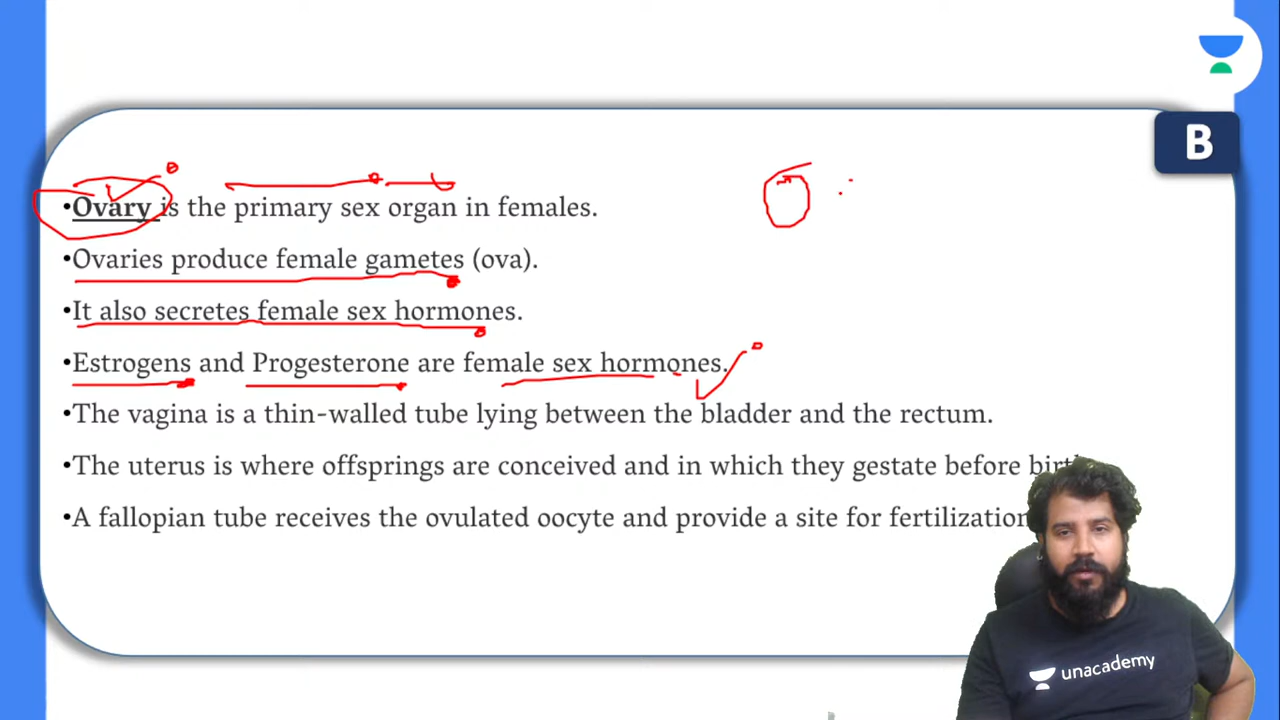 B
•Ovary is the primary sex organ in females.
•Ovaries produce female gametes (ova).
•It also secretes female sex hormones.
•Estrogens and Progesterone are female sex hormones.
•The vagina is a thin-walled tube lying between the bladder and the rectum.
•The uterus is where offsprings are conceived and in which they gestate before birth
•A fallopian tube receives the ovulated oocyte and provide a site for fertilization
unacademy